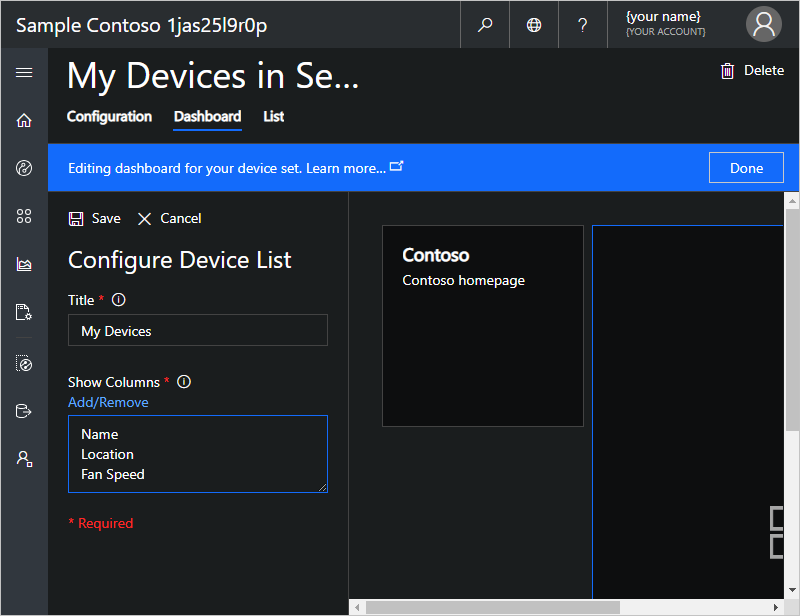 Sample Contoso 1jas25l9r0p
?
{your name}
{YOUR ACCOUNT}
My Devices in Se...
Delete
Configuration
Dashboard
List
Editing dashboard for your device set. Learn more...
Done
Save
Cancel
Configure Device List
Title *
My Devices
Show Columns *
Add/Remove
Name
Location
Fan Speed
* Required
Contoso
Contoso homepage